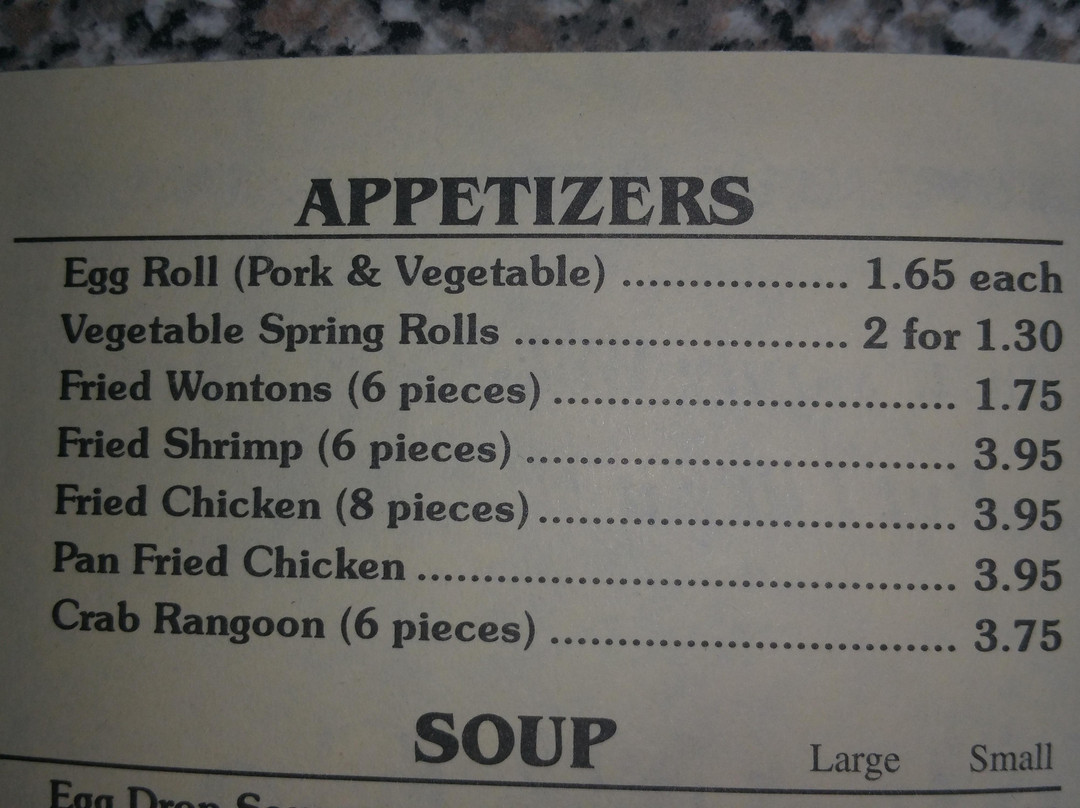 APPETIZERS
Egg Roll (Pork & Vegetable) ................. 1.65 each
Vegetable Spring Rolls ......................... 2 for 1.30
Fried Wontons (6 pieces) .............................. 1.75
Fried Shrimp (6 pieces) ................................ 3.95
Fried Chicken (8 pieces) ............................... 3.95
Pan Fried Chicken ........................................ 3.95
Crab Rangoon (6 pieces) .............................. 3.75
SOUP
Large Small
Egg Drop